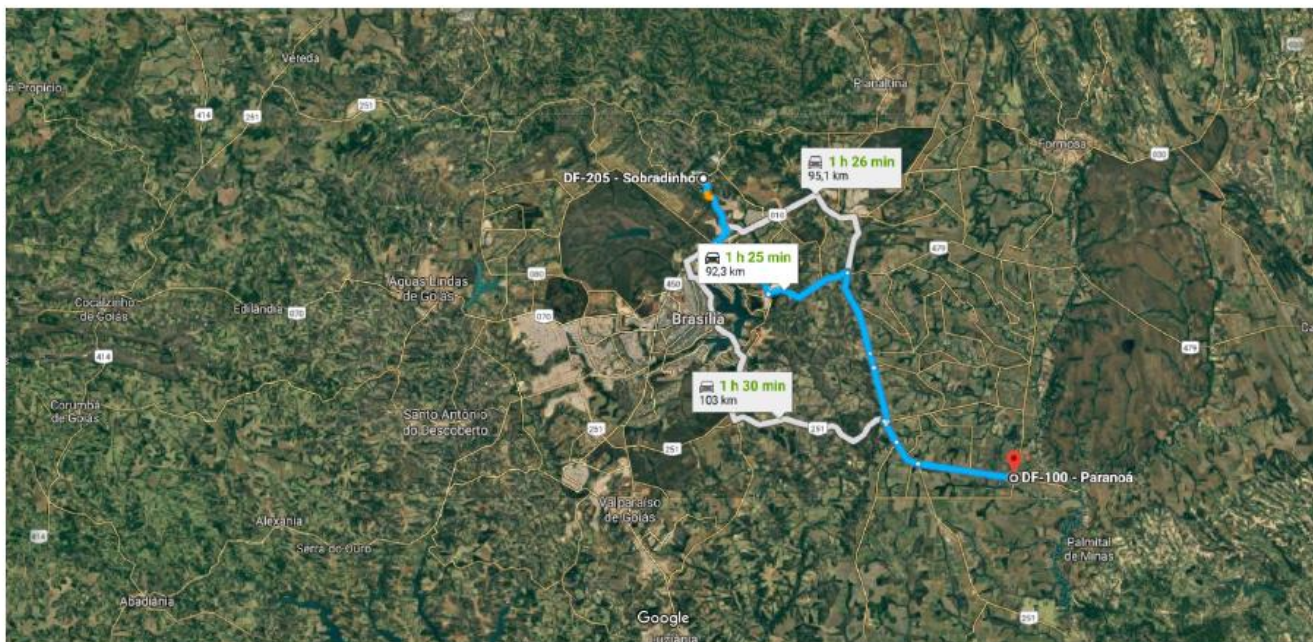 Vereda
Planaltina
251
414
251
Formosa
030
1 h 26 min
95,1 km
DF-205 - Sobradinho
010
479
1 h 25 min
92,3 km
080
Águas Lindas
de Goiás
450
Cocalzinho
de Goiás
Edilândia
070
070
Brasília
479
414
1 h 30 min
103 km
Corumbá
de Goiás
Santo Antônio
do Descoberto
251
251
251
DF-100 - Paranoá
Valparaíso
de Goiás
Alexânia
414
Serra do Ouro
Palmital
de Minas
Abadiânia
Google
251
Luziânia